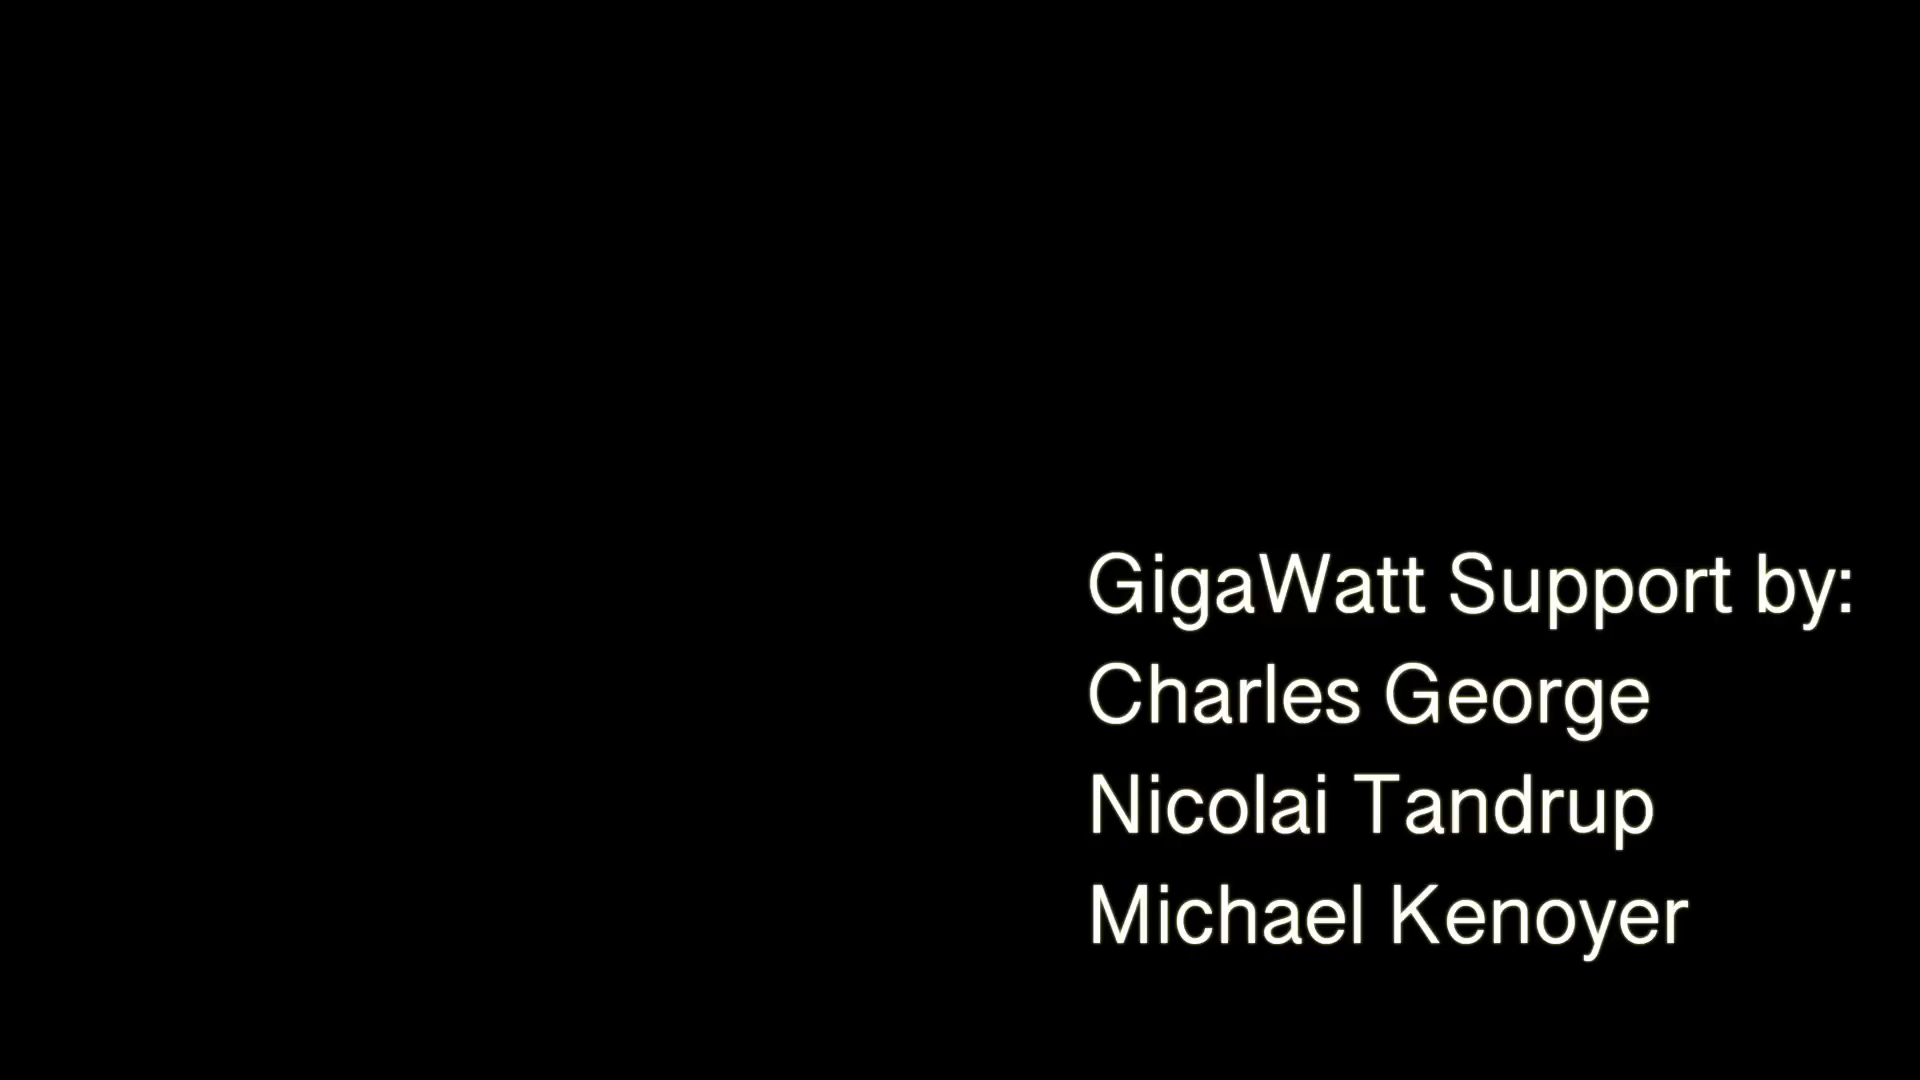 GigaWatt Support by:
Charles George
Nicolai Tandrup
Michael Kenoyer